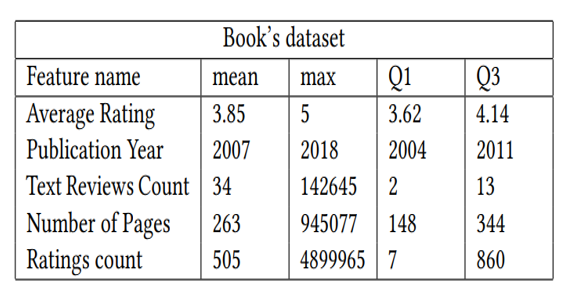 Book's dataset
Feature name mean max Q1 Q3
Average Rating 3.85 5 3.62 4.14
Publication Year 2007 2018 2004 2011
Text Reviews Count 34 142645 2 13
Number of Pages 263 945077 148 344
Ratings count 505 4899965 7 860